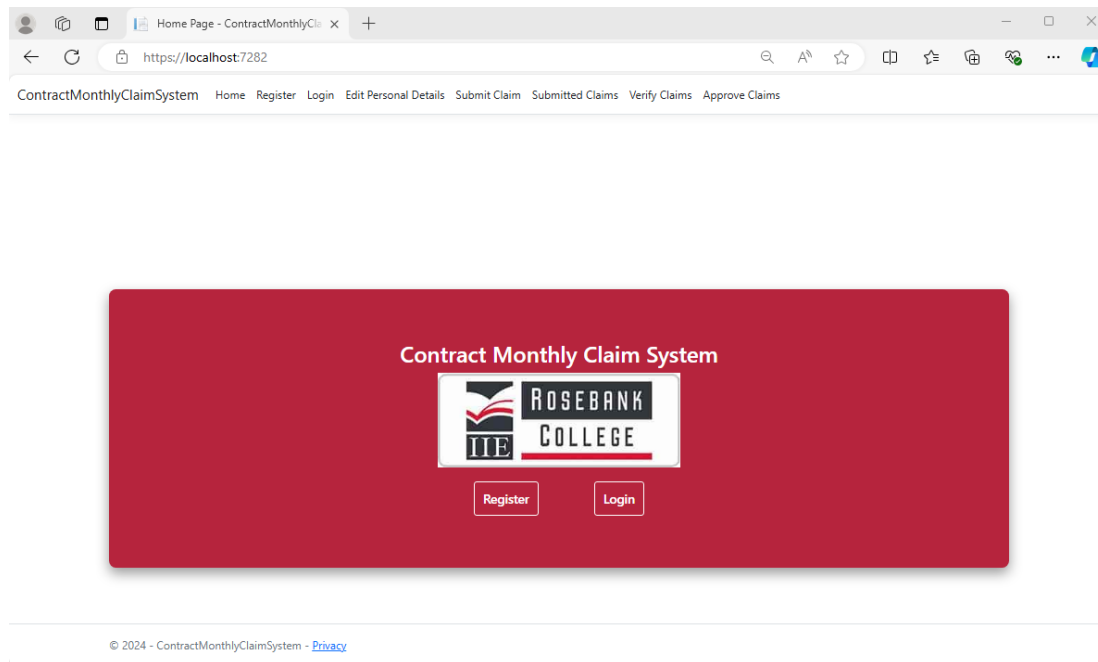 Home Page - ContractMonthlyCla
https://localhost:7282
ContractMonthlyClaimSystem Home Register Login Edit Personal Details Submit Claim Submitted Claims Verify Claims Approve Claims
Contract Monthly Claim System
ROSEBANK
COLLEGE
IIE
Register Login
© 2024 - ContractMonthlyClaimSystem - Privacy